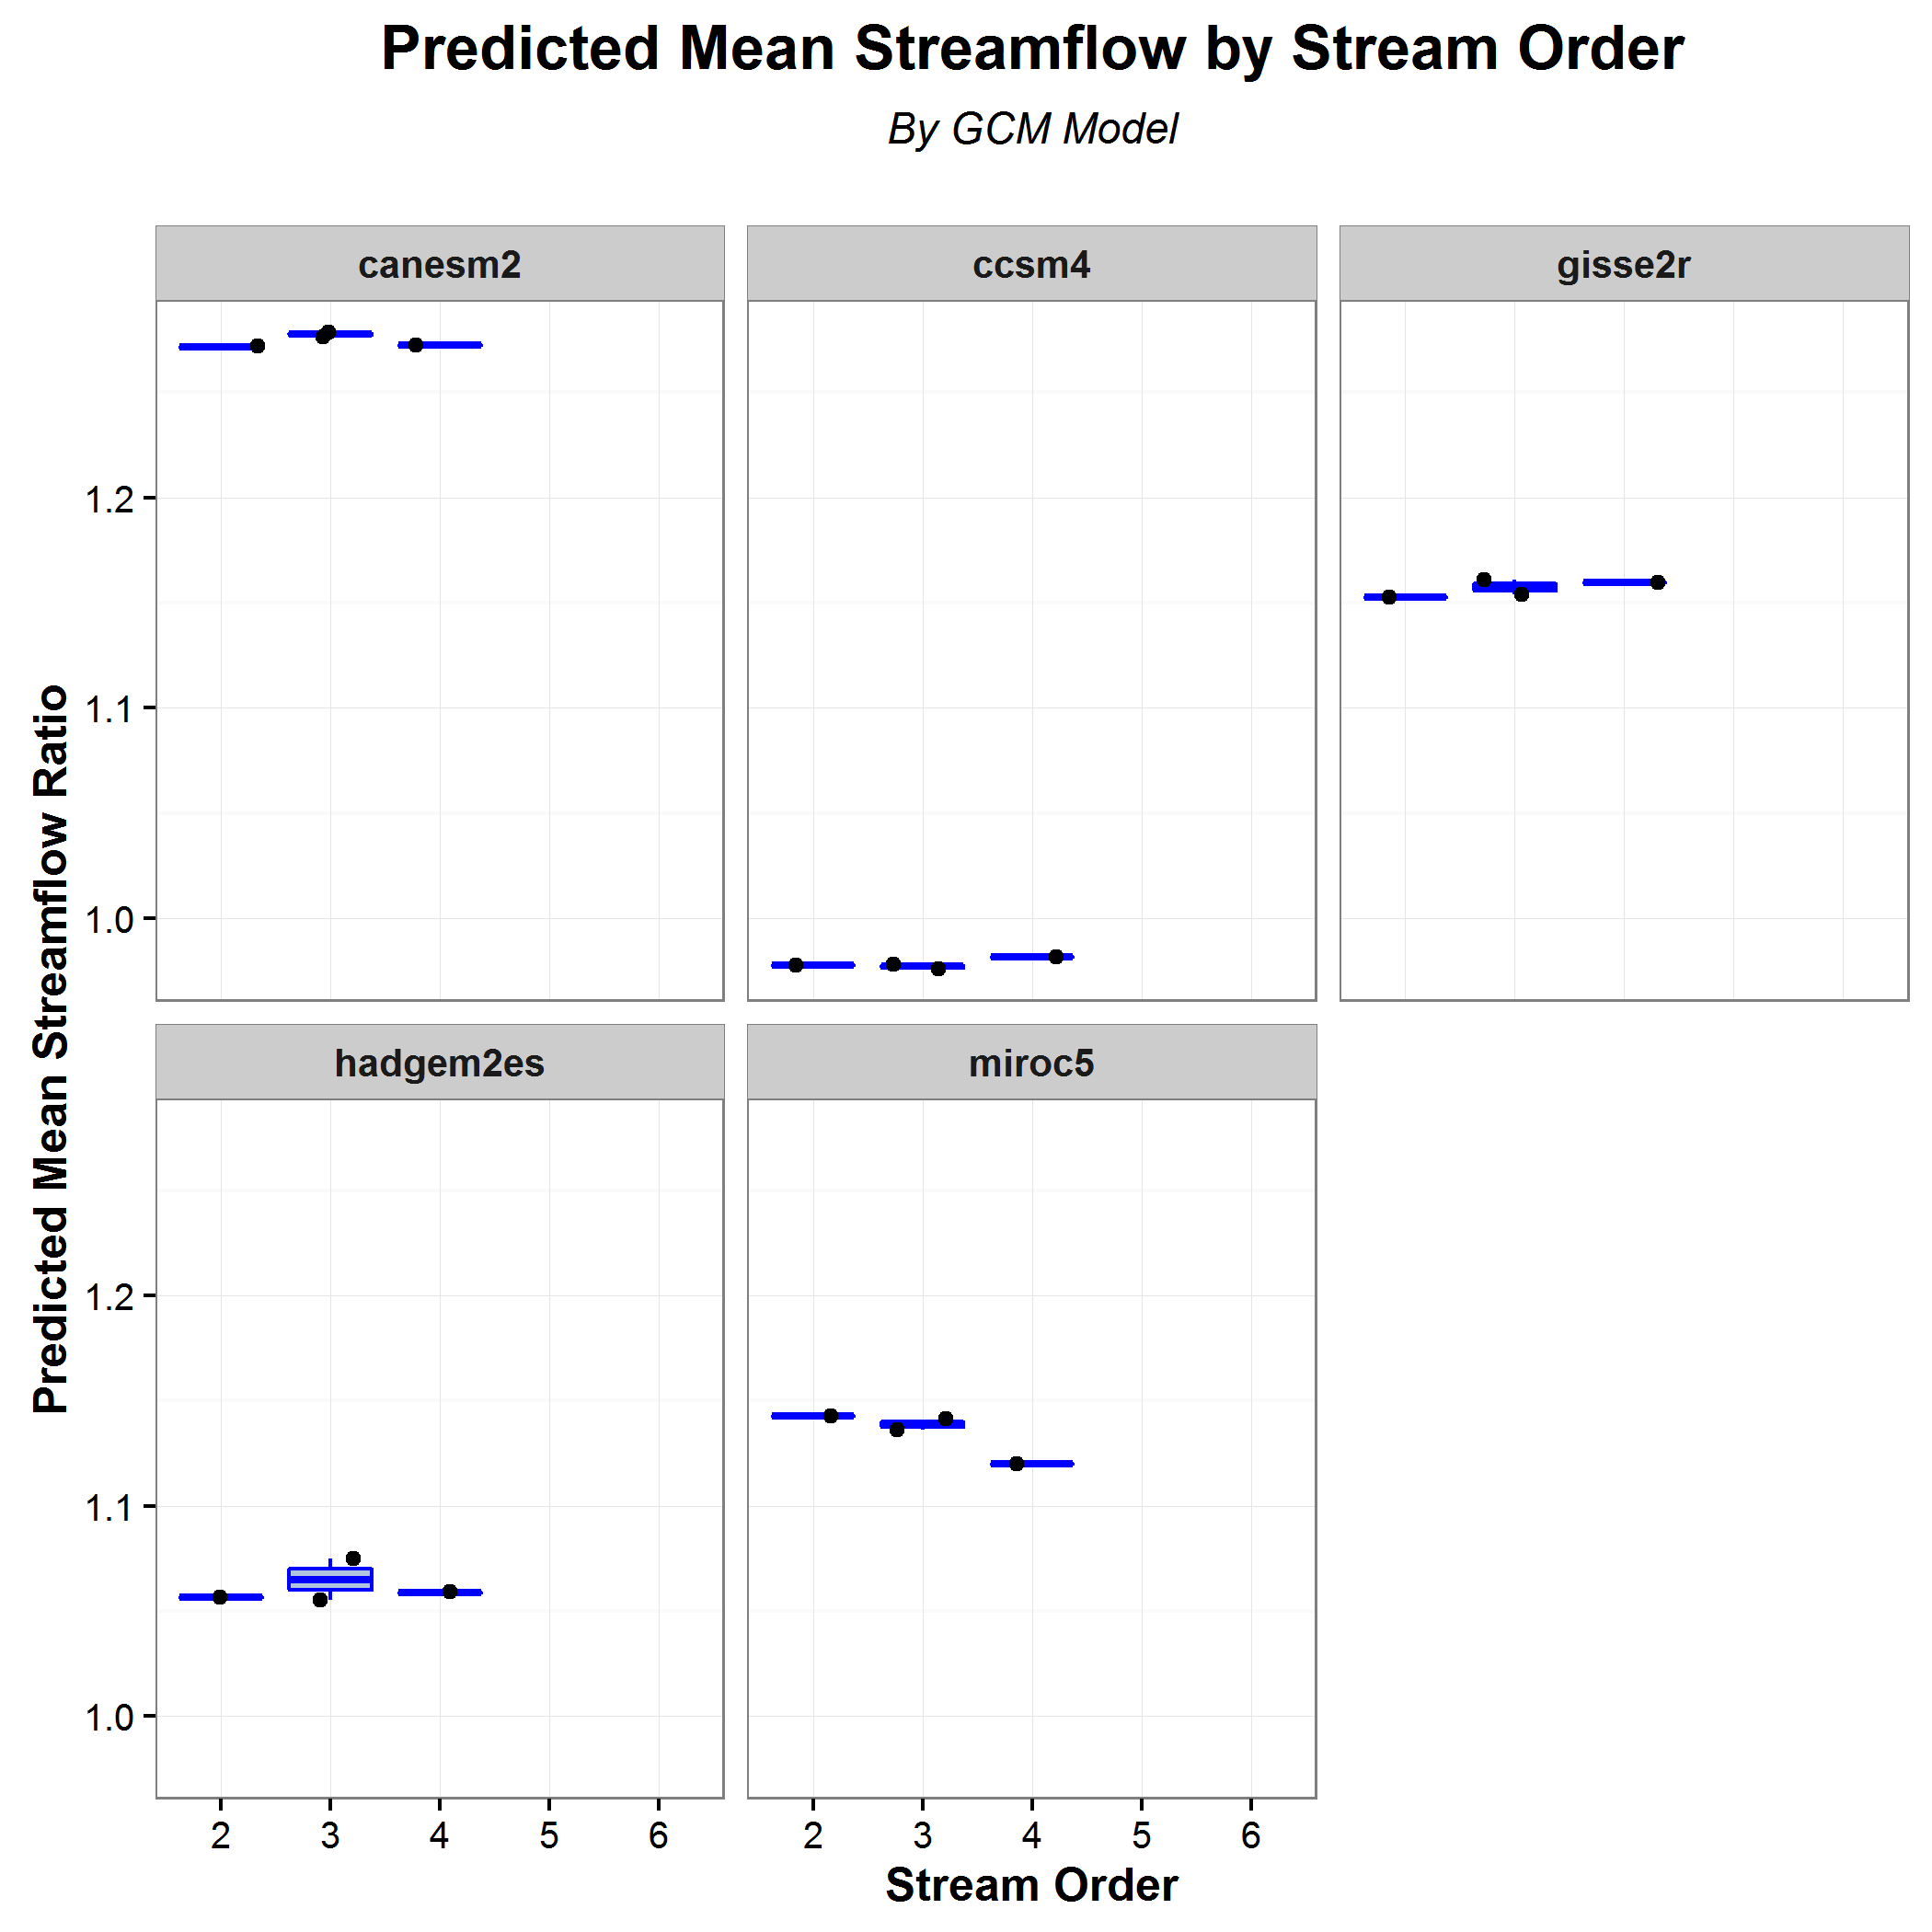 Predicted Mean Streamflow by Stream Order
By GCM Model
canesm2
ccsm4
gisse2r
1.2
1.1
1.0
Predicted Mean Streamflow Ratio
hadgem2es
miroc5
1.2
1.1
1.0
2 3 4 5 6
2 3 4 5 6
Stream Order